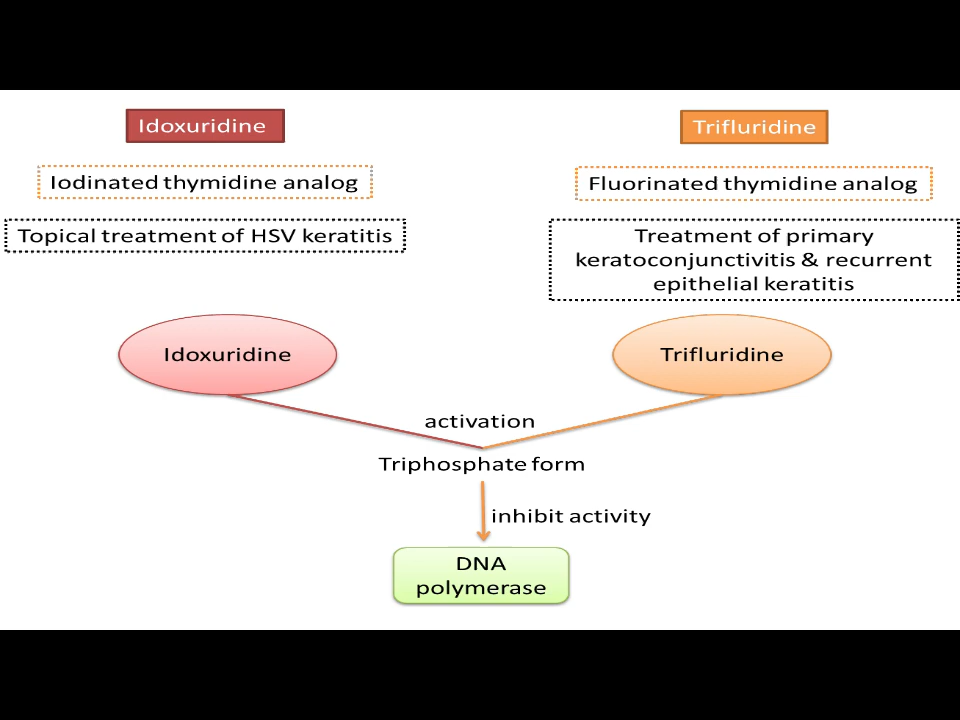 Idoxuridine
Trifluridine
Iodinated thymidine analog
Fluorinated thymidine analog
Topical treatment of HSV keratitis
Treatment of primary
keratoconjunctivitis & recurrent
epithelial keratitis
Idoxuridine
Trifluridine
activation
Triphosphate form
inhibit activity
DNA
polymerase